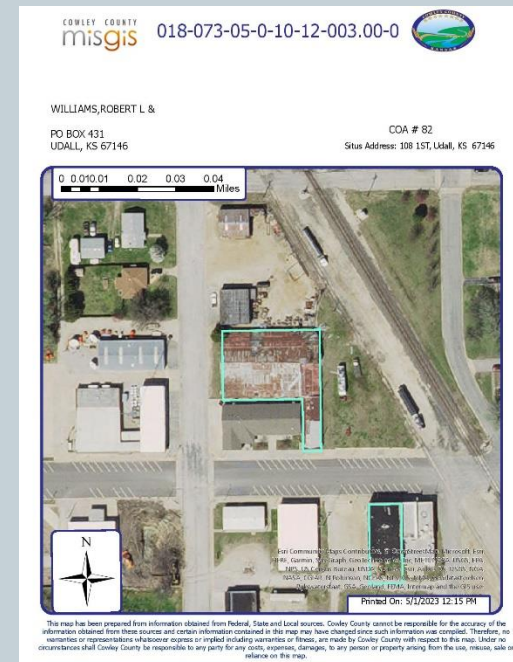 COWLEY COUNTY
misgis
018-073-05-0-10-12-003.00-0
WILLIAMS,ROBERT L &
PO BOX 431
UDALL, KS 67146
COA # 82
Situs Address: 108 1ST, Udall, KS 67146
0 0.010.01 0.02 0.03 0.04
Miles
N
Printed On: 5/1/2023 12:15 PM
This map has been prepared from information obtained from Federal, State and Local sources. Cowley County cannot be responsible for the accuracy of the
information obtained from these sources and certain information contained in this map may have changed since such information was compiled. Therefore, no
warranties or representations whatsoever express or implied including warranties or fitness, are made by Cowley County with respect to this map. Under no
circumstances shall Cowley County be responsible to any party for any costs, expenses, damages, to any person or property arising from the use, misuse, sale or
reliance on this map.